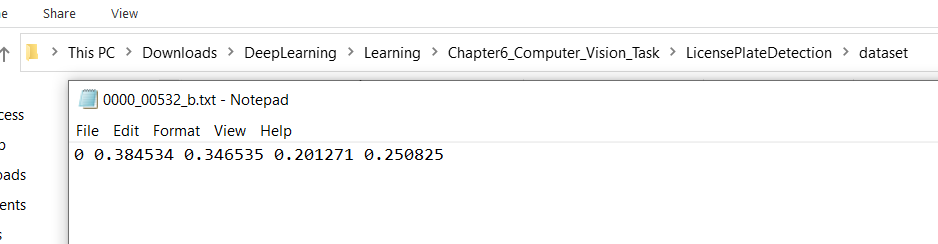 Share View
This PC > Downloads > DeepLearning > Learning > Chapter6_Computer_Vision_Task > LicensePlateDetection > dataset
0000_00532_b.txt - Notepad
File Edit Format View Help
0 0.384534 0.346535 0.201271 0.250825